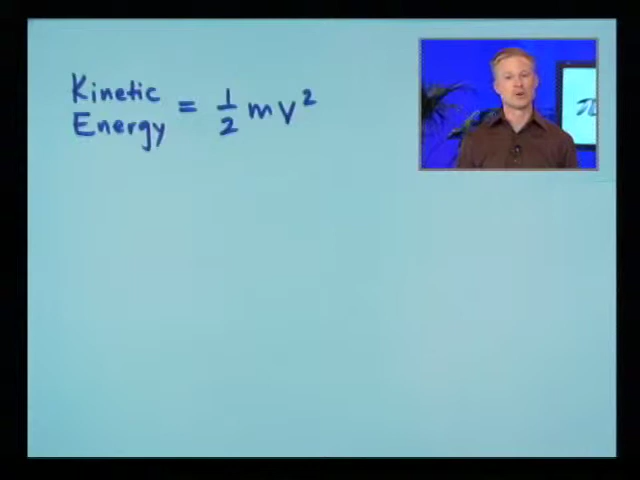 Kinetic
Energy = 1/2 mv²
π